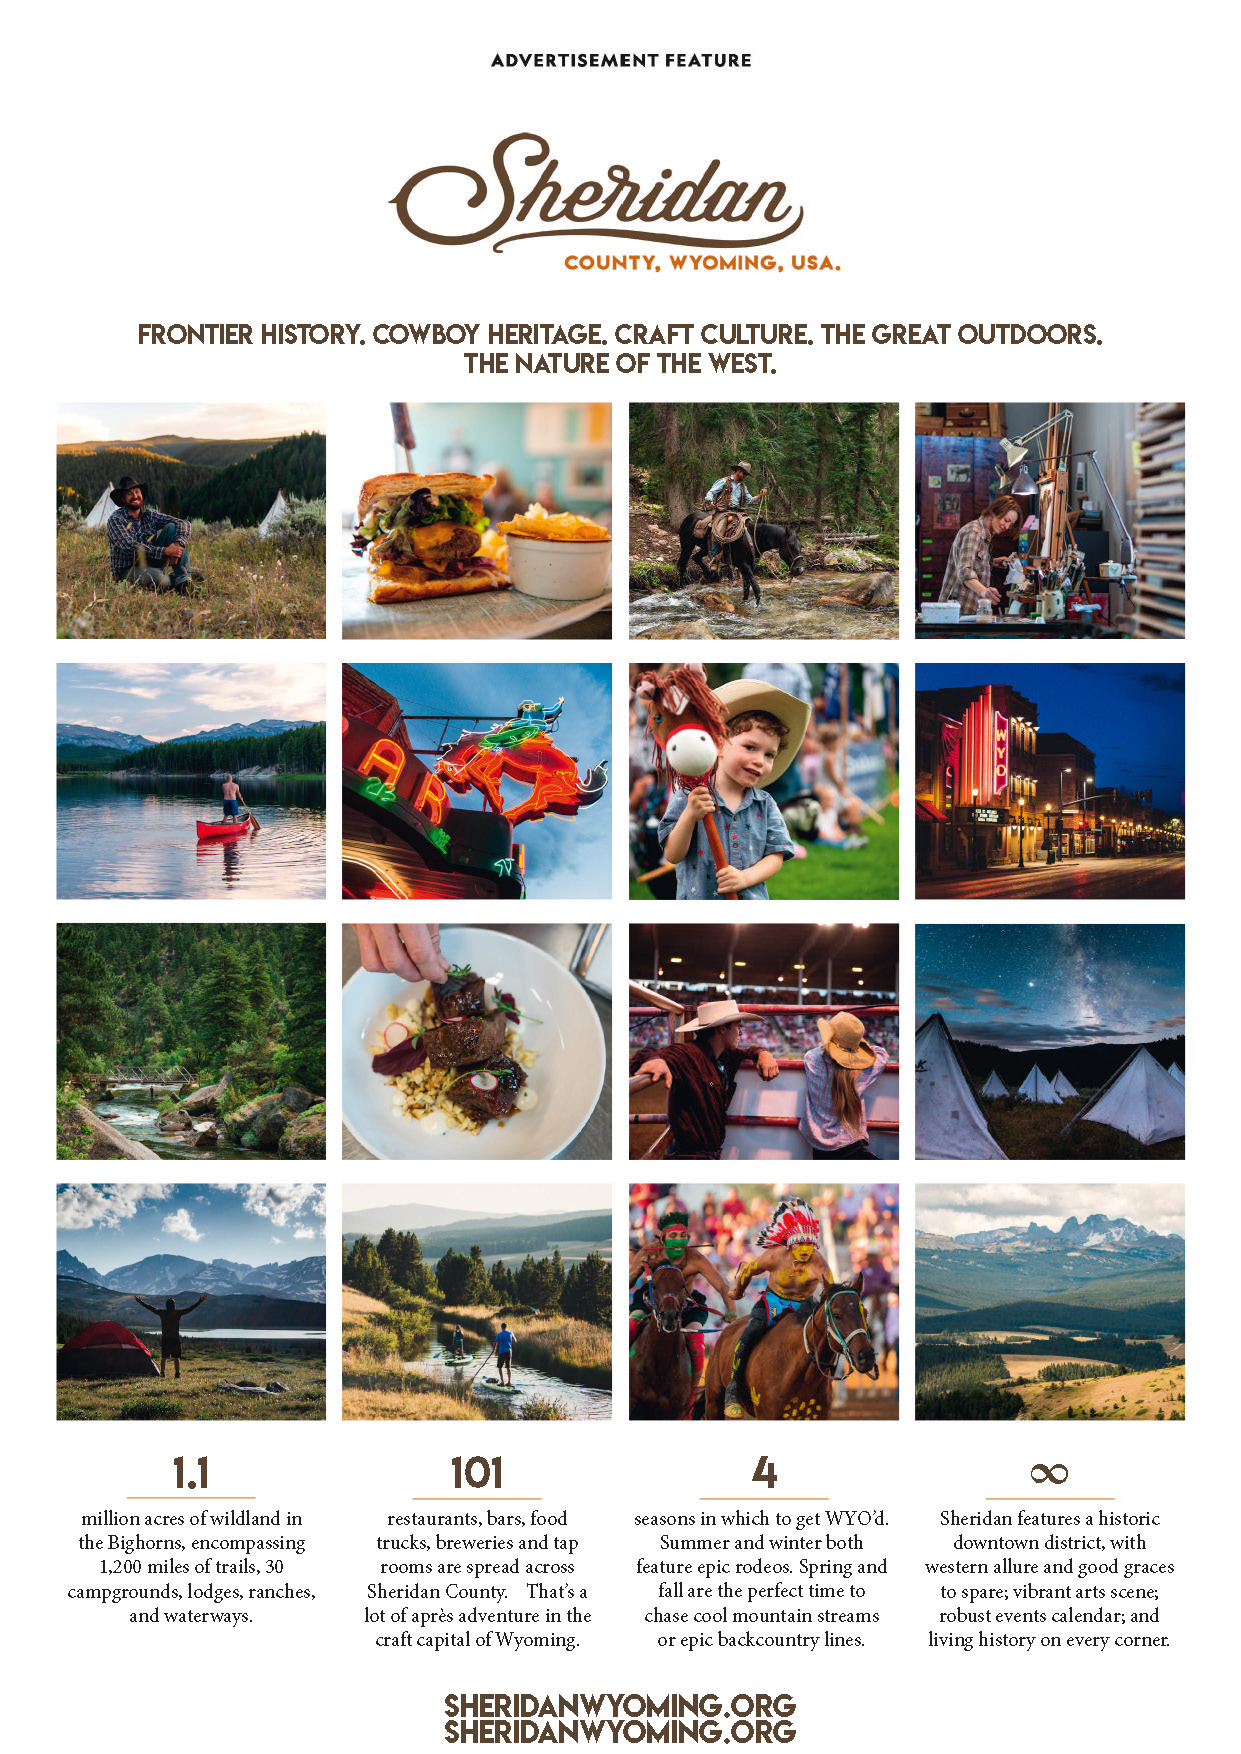 ADVERTISEMENT FEATURE
Sheridan
COUNTY, WYOMING, USA.
FRONTIER HISTORY. COWBOY HERITAGE. CRAFT CULTURE. THE GREAT OUTDOORS.
THE NATURE OF THE WEST.
BAR
WYO
1.1
million acres of wildland in
the Bighorns, encompassing
1,200 miles of trails, 30
campgrounds, lodges, ranches,
and waterways.
101
restaurants, bars, food
trucks, breweries and tap
rooms are spread across
Sheridan County. That’s a
lot of après adventure in the
craft capital of Wyoming.
4
seasons in which to get WYO’d.
Summer and winter both
feature epic rodeos. Spring and
fall are the perfect time to
chase cool mountain streams
or epic backcountry lines.
∞
Sheridan features a historic
downtown district, with
western allure and good graces
to spare; vibrant arts scene;
robust events calendar; and
living history on every corner.
SHERIDANWYOMING.ORG
SHERIDANWYOMING.ORG